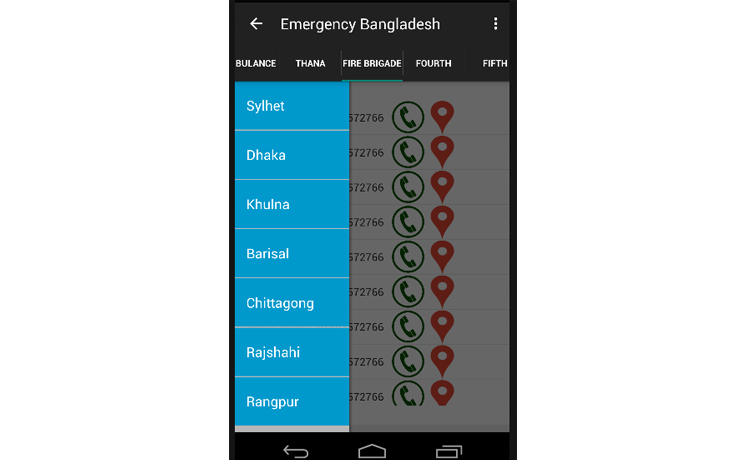 Emergency Bangladesh
BULANCE THANA FIRE BRIGADE FOURTH FIFTH
Sylhet
572766
Dhaka
572766
572766
Khulna
572766
Barisal
572766
572766
Chittagong
572766
Rajshahi
572766
Rangpur
572766